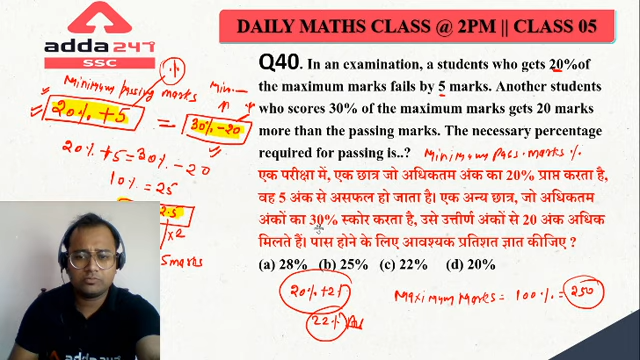 DAILY MATHS CLASS @ 2PM || CLASS 05
adda247
SSC
Q40. In an examination, a students who gets 20%of
the maximum marks fails by 5 marks. Another students
who scores 30% of the maximum marks gets 20 marks
more than the passing marks. The necessary percentage
required for passing is..? Minimum Pass. Marks %
एक परीक्षा में, एक छात्र जो अधिकतम अंक का 20% प्राप्त करता है,
वह 5 अंक से असफल हो जाता है। एक अन्य छात्र, जो अधिकतम
अंकों का 30% स्कोर करता है, उसे उत्तीर्ण अंकों से 20 अंक अधिक
मिलते हैं। पास होने के लिए आवश्यक प्रतिशत ज्ञात कीजिए ?
(a) 28% (b) 25% (c) 22% (d) 20%
Minimum passing marks
20% + 5 = 30% - 20
20% + 5 = 30% - 20
10% = 25
2.5
×2
5 marks
20% + 2%
22%
Maximum Marks = 100% = 250